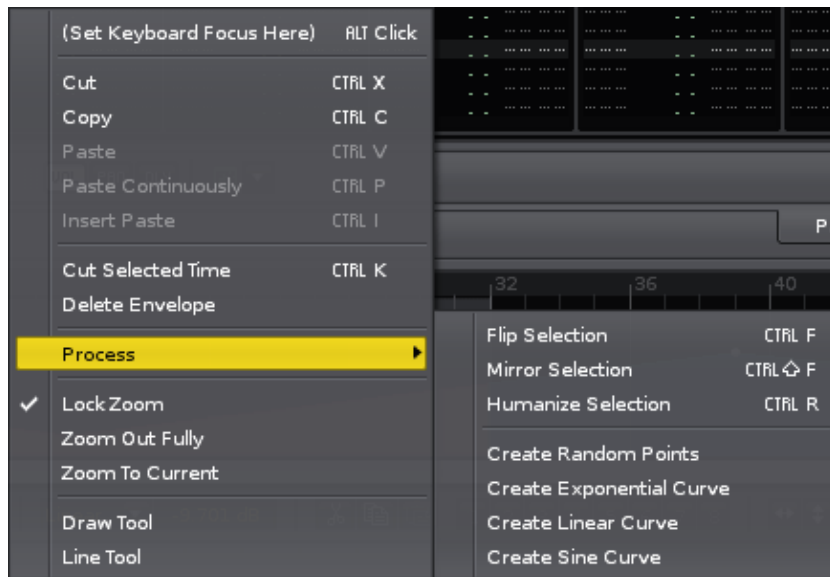 (Set Keyboard Focus Here) ALT Click
Cut CTRL X
Copy CTRL C
Paste CTRL V
Paste Continuously CTRL P
Insert Paste CTRL I
Cut Selected Time CTRL K
Delete Envelope
Process
Lock Zoom
Zoom Out Fully
Zoom To Current
Draw Tool
Line Tool
P
32 36 40
Flip Selection CTRL F
Mirror Selection CTRL⇧ F
Humanize Selection CTRL R
Create Random Points
Create Exponential Curve
Create Linear Curve
Create Sine Curve